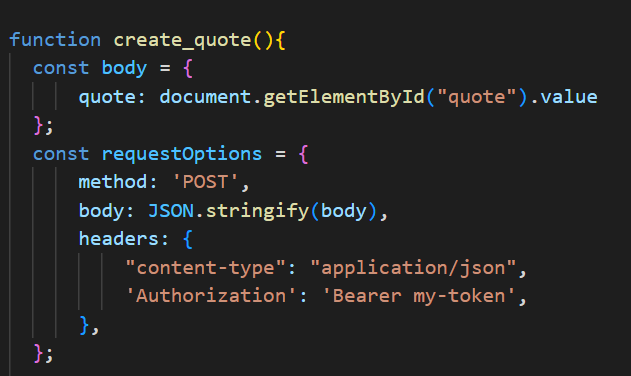 function create_quote(){
const body = {
quote: document.getElementById("quote").value
};
const requestOptions = {
method: 'POST',
body: JSON.stringify(body),
headers: {
"content-type": "application/json",
'Authorization': 'Bearer my-token',
},
};